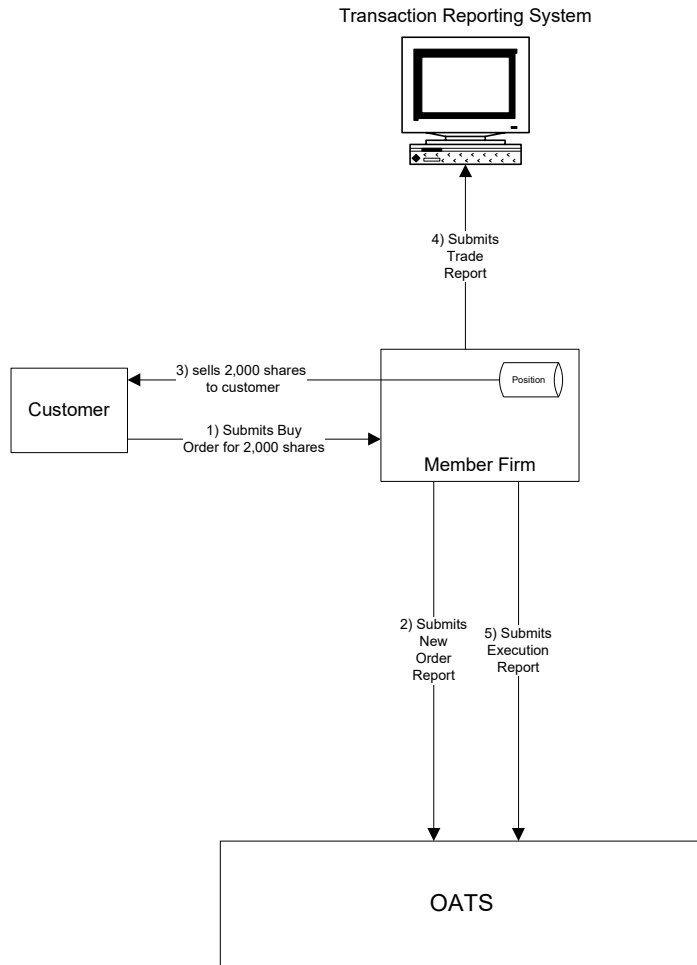 Transaction Reporting System
4) Submits
Trade
Report
3) sells 2,000 shares
to customer
Position
Customer
1) Submits Buy
Order for 2,000 shares
Member Firm
2) Submits
New
Order
Report
5) Submits
Execution
Report
OATS